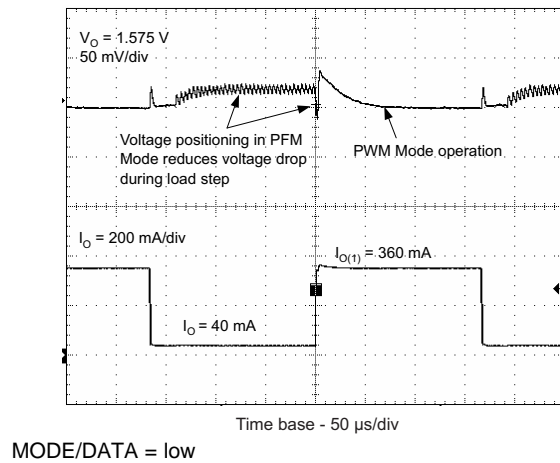 V_O = 1.575 V
50 mV/div
Voltage positioning in PFM
Mode reduces voltage drop
during load step
PWM Mode operation
I_O = 200 mA/div
I_O(1) = 360 mA
I_O = 40 mA
Time base - 50 µs/div
MODE/DATA = low